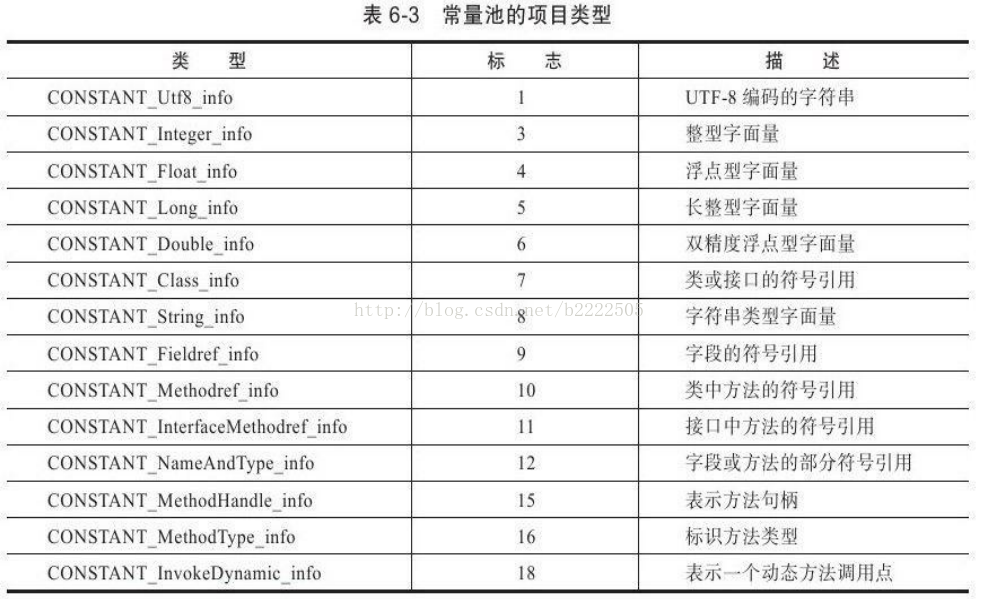 表 6-3 常量池的项目类型
类 型 标 志 描 述
CONSTANT_Utf8_info 1 UTF-8 编码的字符串
CONSTANT_Integer_info 3 整型字面量
CONSTANT_Float_info 4 浮点型字面量
CONSTANT_Long_info 5 长整型字面量
CONSTANT_Double_info 6 双精度浮点型字面量
CONSTANT_Class_info 7 类或接口的符号引用
http://blog.csdn.net/b2222505
CONSTANT_String_info 8 字符串类型字面量
CONSTANT_Fieldref_info 9 字段的符号引用
CONSTANT_Methodref_info 10 类中方法的符号引用
CONSTANT_InterfaceMethodref_info 11 接口中方法的符号引用
CONSTANT_NameAndType_info 12 字段或方法的部分符号引用
CONSTANT_MethodHandle_info 15 表示方法句柄
CONSTANT_MethodType_info 16 标识方法类型
CONSTANT_InvokeDynamic_info 18 表示一个动态方法调用点